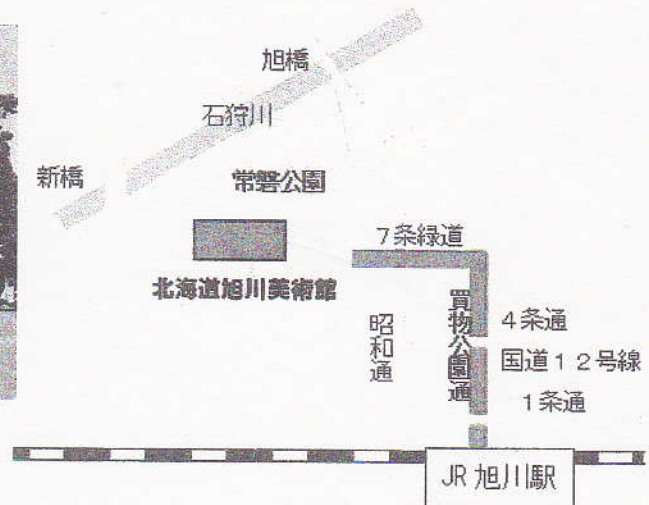 旭橋
石狩川
新橋
常磐公園
7条緑道
北海道旭川美術館
買物公園通
昭和通
4条通
国道12号線
1条通
JR 旭川駅